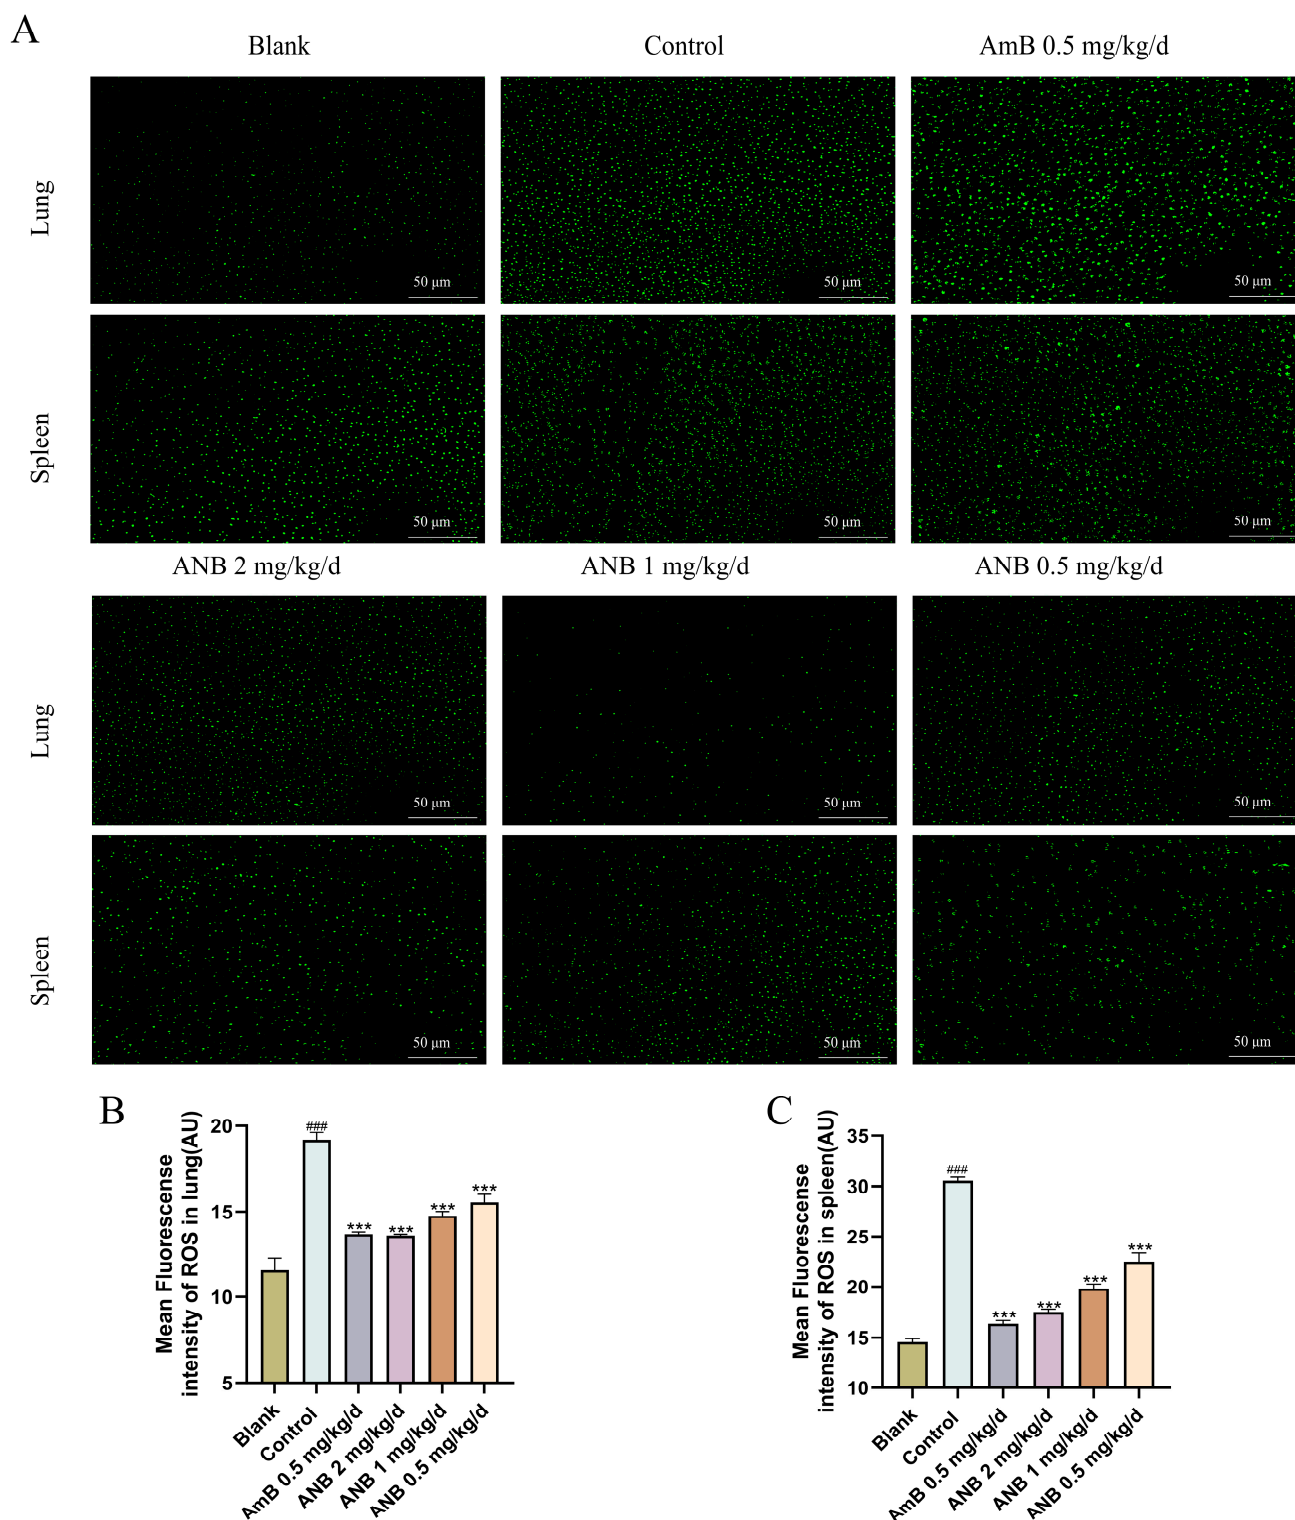 A
Blank Control AmB 0.5 mg/kg/d
Lung
50 μm 50 μm 50 μm
Spleen
50 μm 50 μm 50 μm
ANB 2 mg/kg/d ANB 1 mg/kg/d ANB 0.5 mg/kg/d
Lung
50 μm 50 μm 50 μm
Spleen
50 μm 50 μm 50 μm
B
Mean Fluorescense
intensity of ROS in lung(AU)
20
15
10
5
###
***
***
***
***
Blank
Control
AmB 0.5 mg/kg/d
ANB 2 mg/kg/d
ANB 1 mg/kg/d
ANB 0.5 mg/kg/d
C
Mean Fluorescense
intensity of ROS in spleen(AU)
35
30
25
20
15
10
###
***
***
***
***
Blank
Control
AmB 0.5 mg/kg/d
ANB 2 mg/kg/d
ANB 1 mg/kg/d
ANB 0.5 mg/kg/d